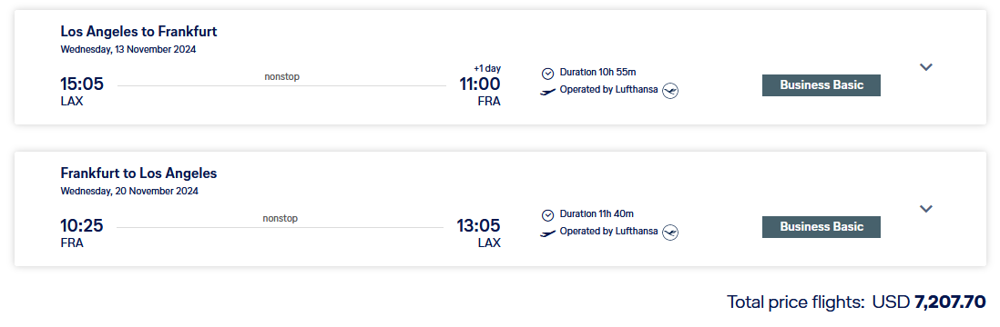 Los Angeles to Frankfurt
Wednesday, 13 November 2024
+1 day
15:05 nonstop 11:00
LAX FRA
Duration 10h 55m
Operated by Lufthansa
Business Basic
Frankfurt to Los Angeles
Wednesday, 20 November 2024
10:25 nonstop 13:05
FRA LAX
Duration 11h 40m
Operated by Lufthansa
Business Basic
Total price flights: USD 7,207.70